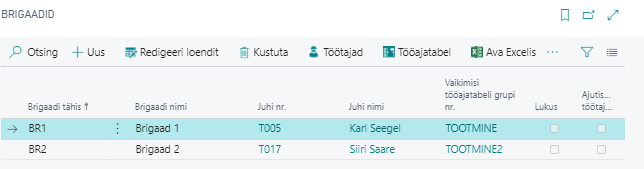 BRIGAADID
Otsing + Uus Redigeeri loendit Kustuta Töötajad Tööajatabel Ava Excelis ...
Brigaadi tähis ↑ Brigaadi nimi Juhi nr. Juhi nimi Vaikimisi tööajatabeli grupi nr. Lukus Ajutis... töötaj...
→ BR1 Brigaad 1 T005 Karl Seegel TOOTMINE
BR2 Brigaad 2 T017 Siiri Saare TOOTMINE2